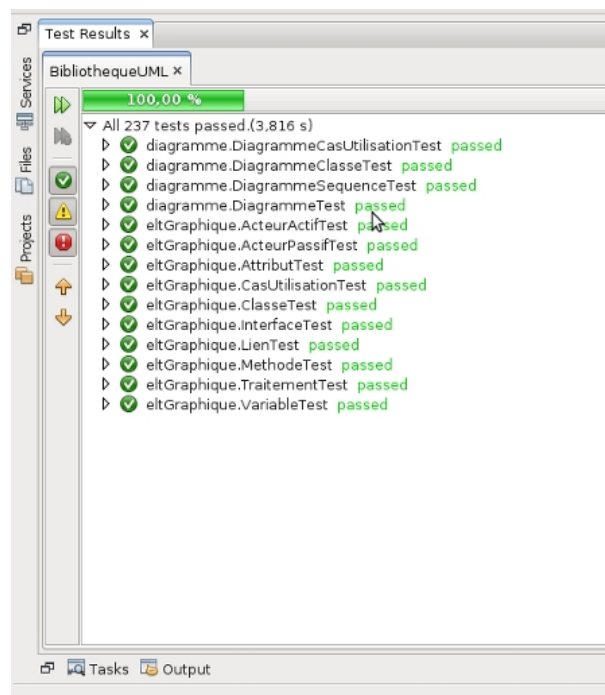 Test Results ×
BibliothequeUML ×
Services
Files
Projects
100,00 %
All 237 tests passed.(3,816 s)
diagramme.DiagrammeCasUtilisationTest passed
diagramme.DiagrammeClasseTest passed
diagramme.DiagrammeSequenceTest passed
diagramme.DiagrammeTest passed
eltGraphique.ActeurActifTest passed
eltGraphique.ActeurPassifTest passed
eltGraphique.AttributTest passed
eltGraphique.CasUtilisationTest passed
eltGraphique.ClasseTest passed
eltGraphique.InterfaceTest passed
eltGraphique.LienTest passed
eltGraphique.MethodeTest passed
eltGraphique.TraitementTest passed
eltGraphique.VariableTest passed
Tasks Output